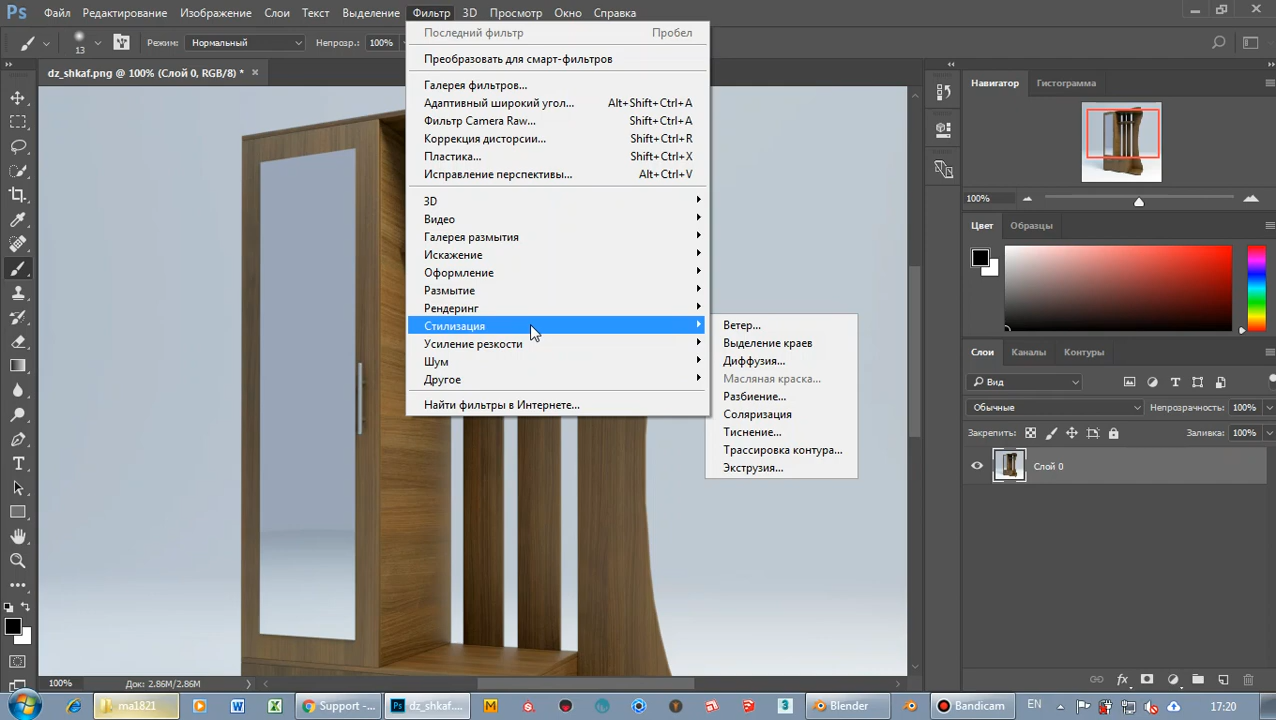 Ps Файл Редактирование Изображение Слои Текст Выделение Фильтр 3D Просмотр Окно Справка
13 Режим: Нормальный Непрозр.: 100%
dz_shkaf.png @ 100% (Слой 0, RGB/8) * ×
Последний фильтр Пробел
Преобразовать для смарт-фильтров
Галерея фильтров...
Адаптивный широкий угол... Alt+Shift+Ctrl+A
Фильтр Camera Raw... Shift+Ctrl+A
Коррекция дисторсии... Shift+Ctrl+R
Пластика... Shift+Ctrl+X
Исправление перспективы... Alt+Ctrl+V
3D
Видео
Галерея размытия
Искажение
Оформление
Размытие
Рендеринг
Стилизация
Усиление резкости
Шум
Другое
Найти фильтры в Интернете...
Ветер...
Выделение краев
Диффузия...
Масляная краска...
Разбиение...
Соляризация
Тиснение...
Трассировка контура...
Экструзия...
Навигатор Гистограмма
100%
Цвет Образцы
Слои Каналы Контуры
Вид
Обычные Непрозрачность: 100%
Закрепить: Заливка: 100%
Слой 0
100% Док: 2.86M/2.86M
ma1821 Support -... dz_shkaf.... Blender Bandicam EN 17:20